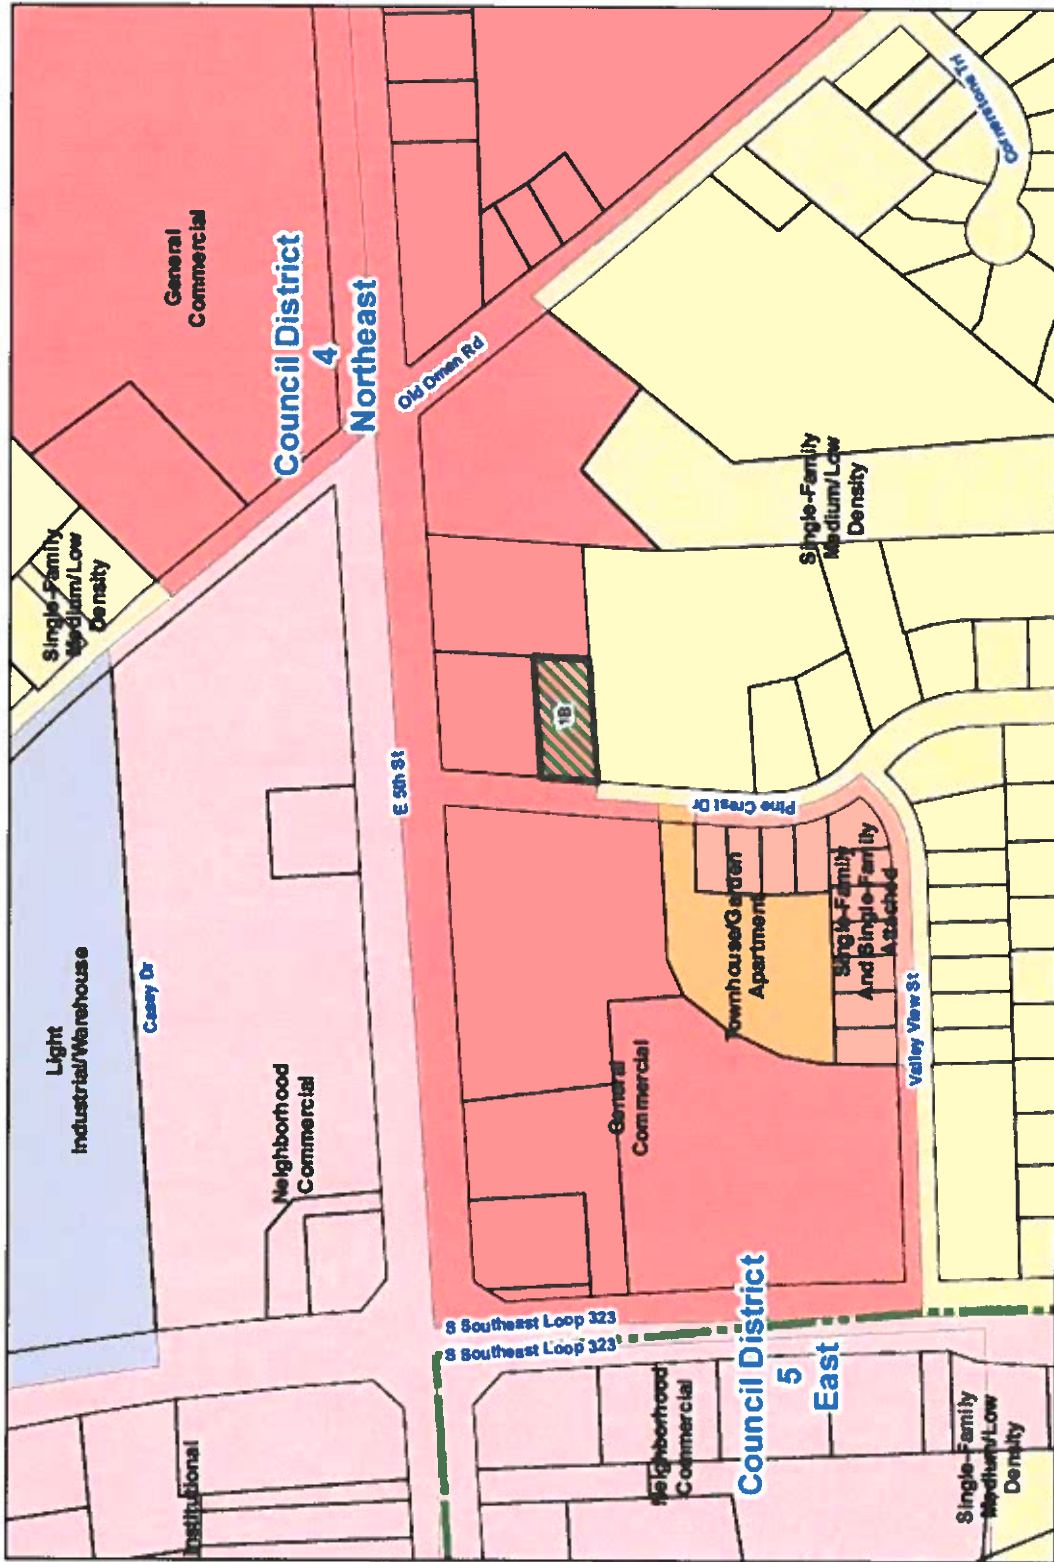 Light
Industrial/Warehouse
Casey Dr
Single-Family
Medium/Low
Density
General
Commercial
Council District
4
Northeast
Neighborhood
Commercial
Institutional
E 5th St
Old Omen Rd
1B
Pine Crest Dr
General
Commercial
Townhouse/Garden
Apartment
Single-Family
And Single-Family
Attached
Valley View St
Single-Family
Medium/Low
Density
Cornerstone Trl
S Southeast Loop 323
S Southeast Loop 323
Council District
5
East
Neighborhood
Commercial
Single-Family
Medium/Low
Density